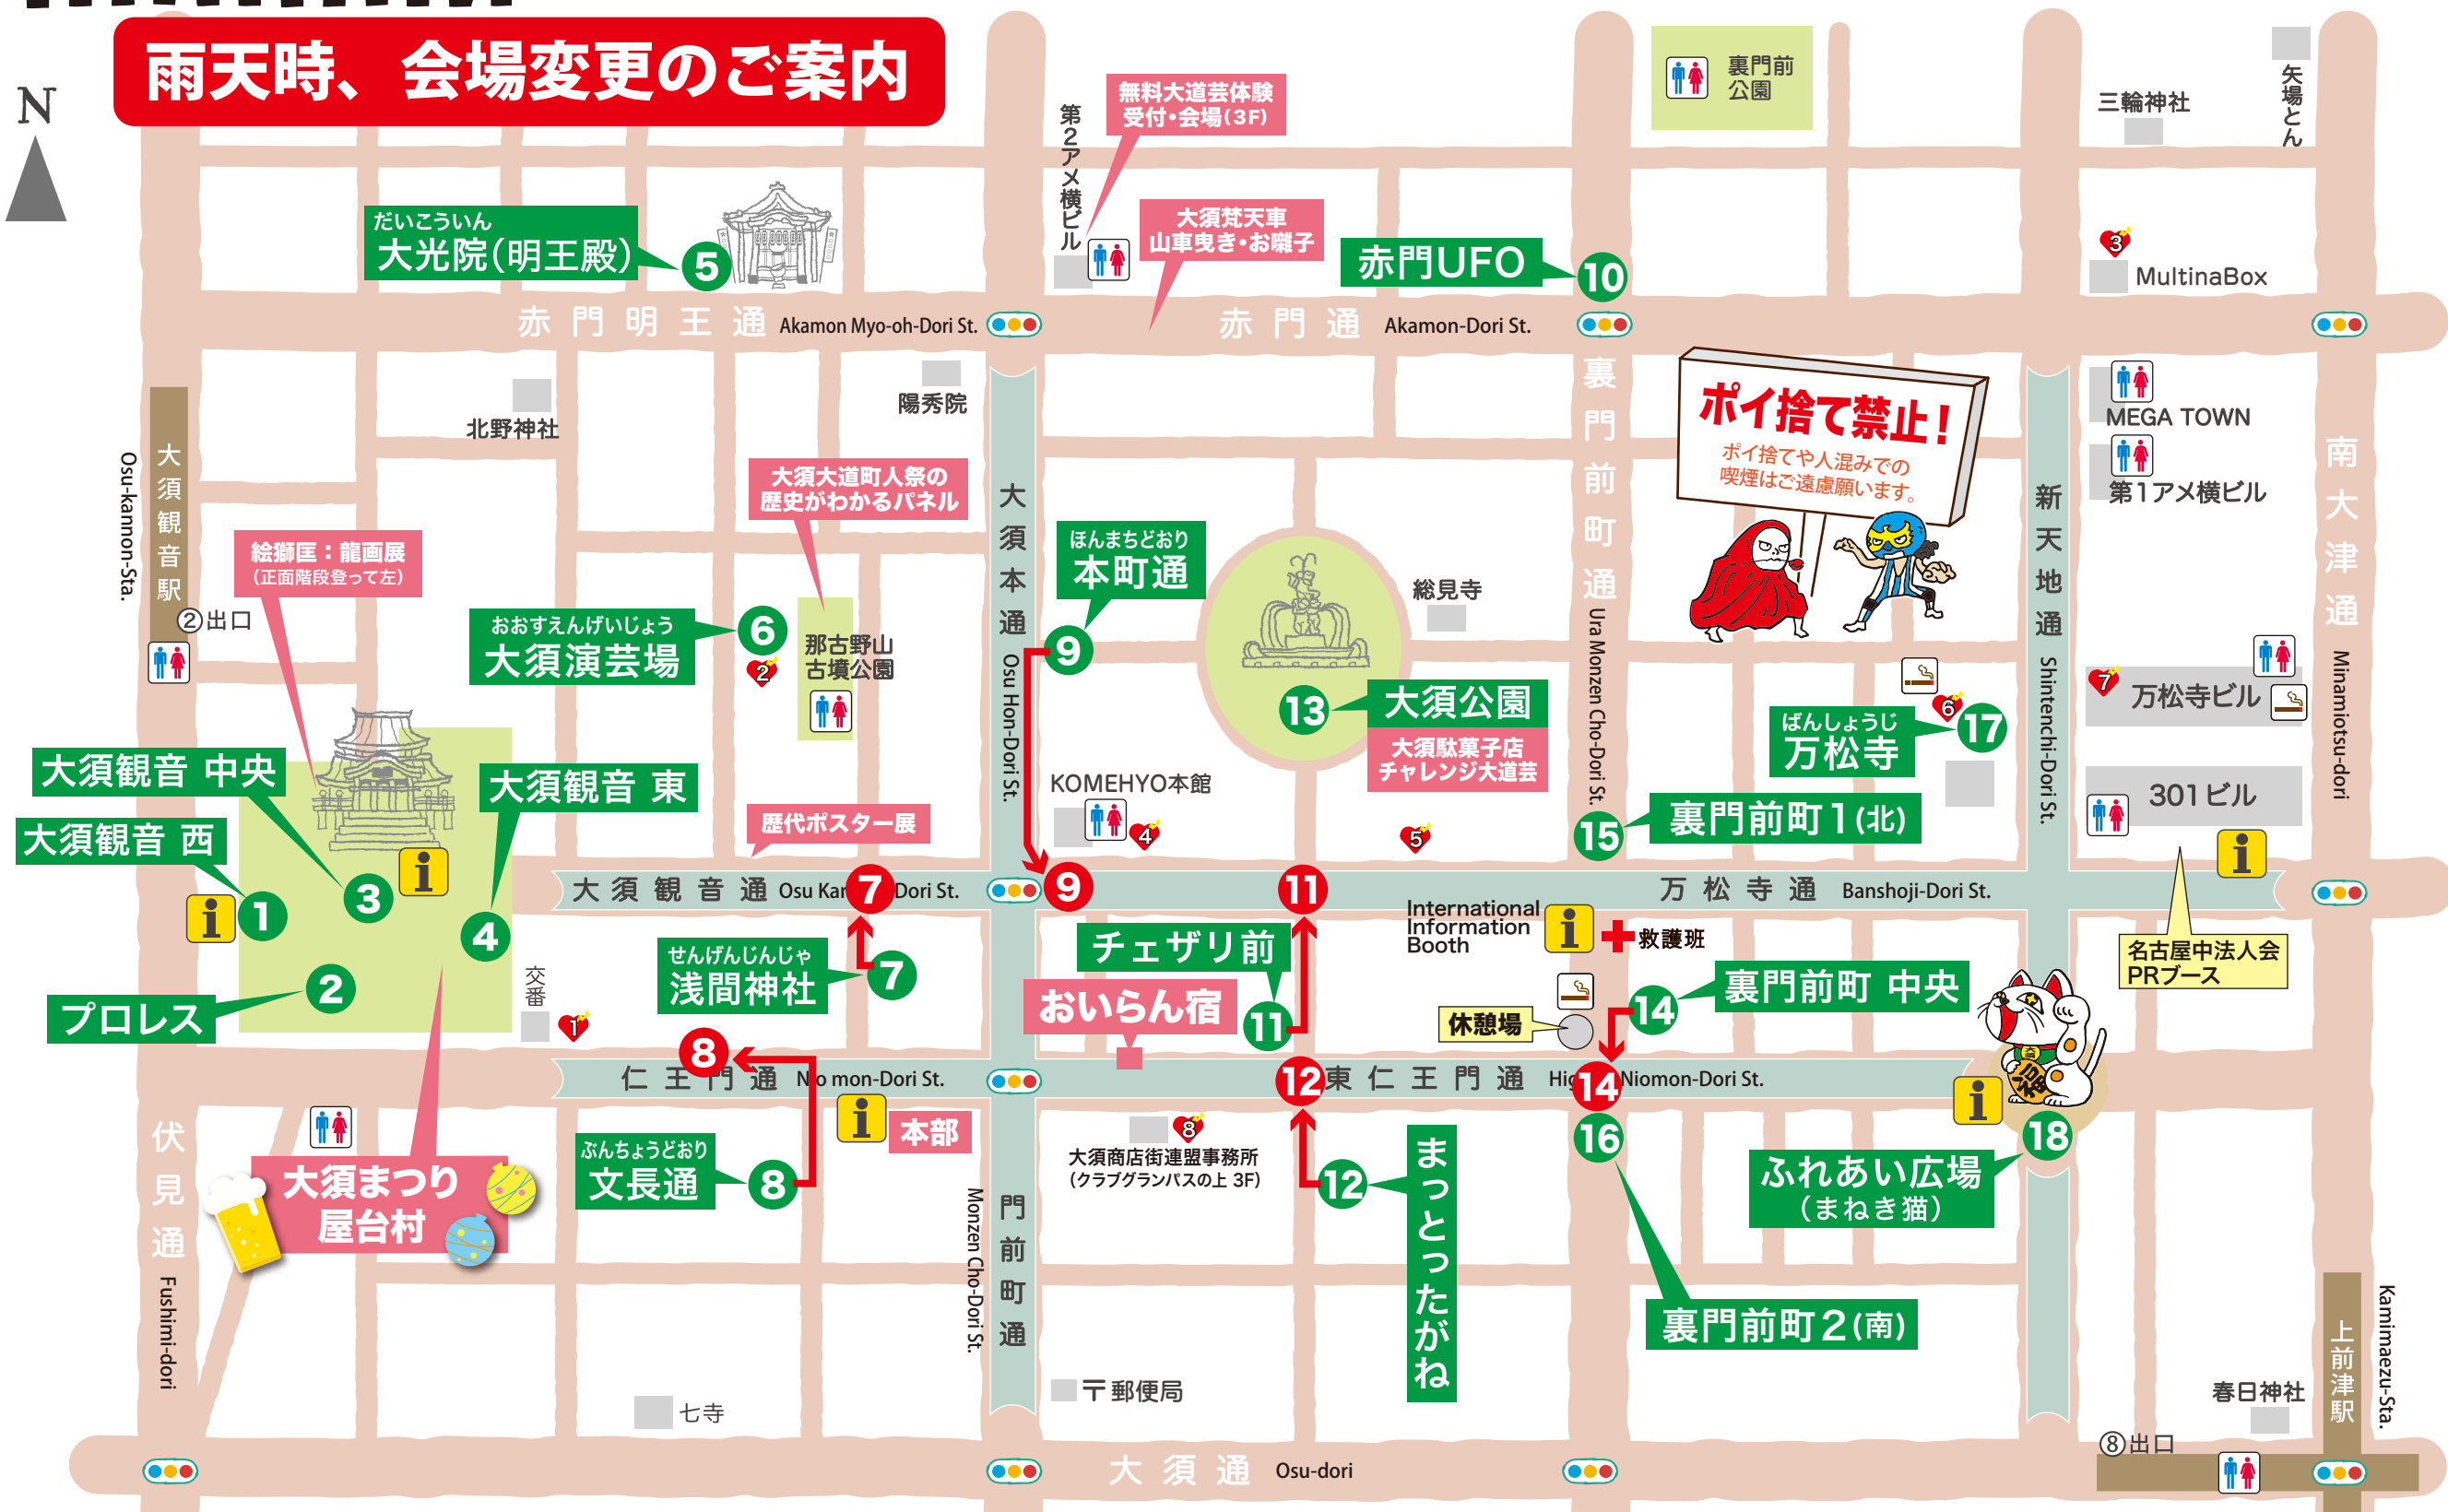 雨天時、会場変更のご案内
N
無料大道芸体験
受付・会場(3F)
第2アメ横ビル
大須梵天車
山車曳き・お囃子
裏門前
公園
三輪神社
矢場とん
だいこういん
大光院(明王殿)
5
赤門UFO
10
3
MultinaBox
赤門明王通 Akamon Myo-oh-Dori St.
赤門通 Akamon-Dori St.
北野神社
陽秀院
裏門前町通
Ura Monzen Cho-Dori St.
ポイ捨て禁止!
ポイ捨てや人混みでの
喫煙はご遠慮願います。
MEGA TOWN
第1アメ横ビル
大須観音駅
Osu-kannon-Sta.
②出口
絵獅匡:龍画展
(正面階段登って左)
大須大道町人祭の
歴史がわかるパネル
おおすえんげいじょう
大須演芸場
6
2
那古野山
古墳公園
大須本通
Osu Hon-Dori St.
ほんまちどおり
本町通
9
総見寺
13
大須公園
大須駄菓子店
チャレンジ大道芸
新天地通
Shintenchi-Dori St.
南大津通
Minamiotsu-dori
7
万松寺ビル
6
17
ばんしょうじ
万松寺
301ビル
大須観音 中央
大須観音 西
大須観音 東
1
3
4
2
プロレス
歴代ポスター展
KOMEHYO本館
4
5
15
裏門前町1(北)
大須観音通 Osu Kan
7
Dori St.
9
11
万松寺通 Banshoji-Dori St.
International
Information
Booth
救護班
名古屋中法人会
PRブース
せんげんじんじゃ
浅間神社
7
チェザリ前
11
おいらん宿
休憩場
14
裏門前町 中央
交番
1
8
仁王門通 Nio mon-Dori St.
12
東仁王門通 Hig
14
Niomon-Dori St.
本部
ぶんちょうどおり
文長通
8
8
大須商店街連盟事務所
(クラブグランパスの上 3F)
12
まっとったがね
16
裏門前町2(南)
ふれあい広場
(まねき猫)
18
大須
福
大須まつり
屋台村
伏見通
Fushimi-dori
門前町通
Monzen Cho-Dori St.
七寺
〒郵便局
春日神社
上前津駅
Kamimaezu-Sta.
⑧出口
大須通 Osu-dori